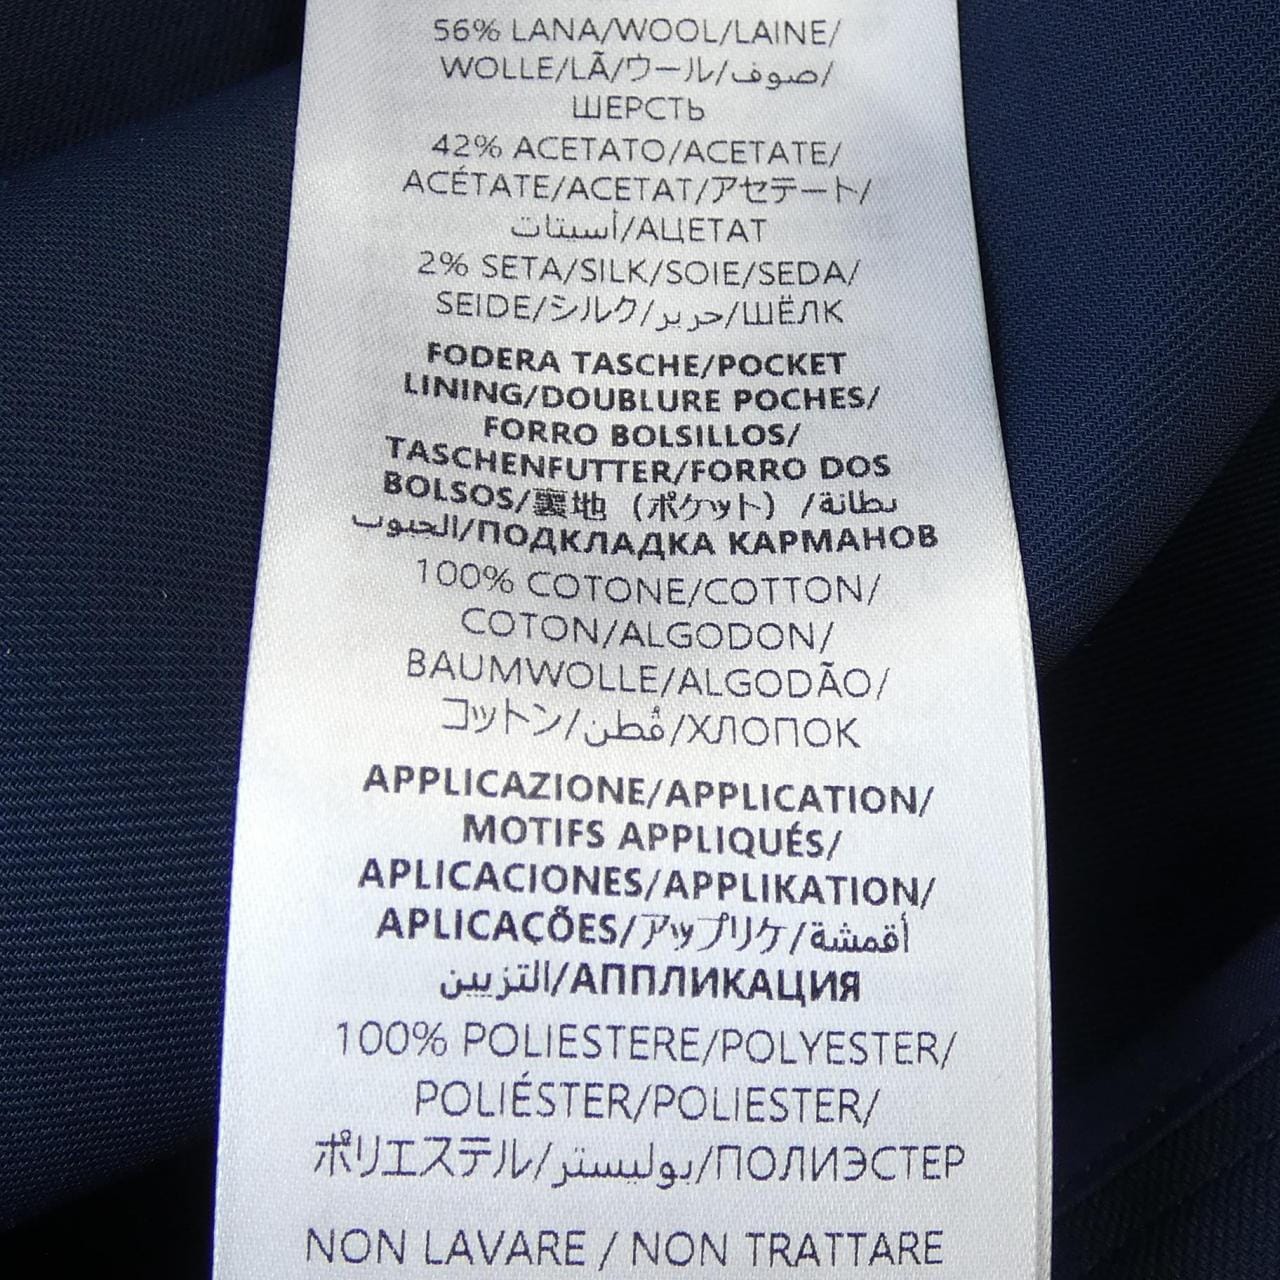 56% LANA/WOOL/LAINE/
WOLLE/LÃ/ウール/صوف/
ШЕРСТЬ
42% ACETATO/ACETATE/
ACÉTATE/ACETAT/アセテート/
أسيتات/АЦЕТАТ
2% SETA/SILK/SOIE/SEDA/
SEIDE/シルク/حرير/ШЁЛК
FODERA TASCHE/POCKET
LINING/DOUBLURE POCHES/
FORRO BOLSILLOS/
TASCHENFUTTER/FORRO DOS
BOLSOS/裏地（ポケット）/بطانة
الجيوب/ПОДКЛАДКА КАРМАНОВ
100% COTONE/COTTON/
COTON/ALGODON/
BAUMWOLLE/ALGODÃO/
コットン/قُطن/ХЛОПОК
APPLICAZIONE/APPLICATION/
MOTIFS APPLIQUÉS/
APLICACIONES/APPLIKATION/
APLICAÇÕES/アップリケ/أقمشة
التزيين/АППЛИКАЦИЯ
100% POLIESTERE/POLYESTER/
POLIÉSTER/POLIESTER/
ポリエステル/بوليستر/ПОЛИЭСТЕР
NON LAVARE / NON TRATTARE